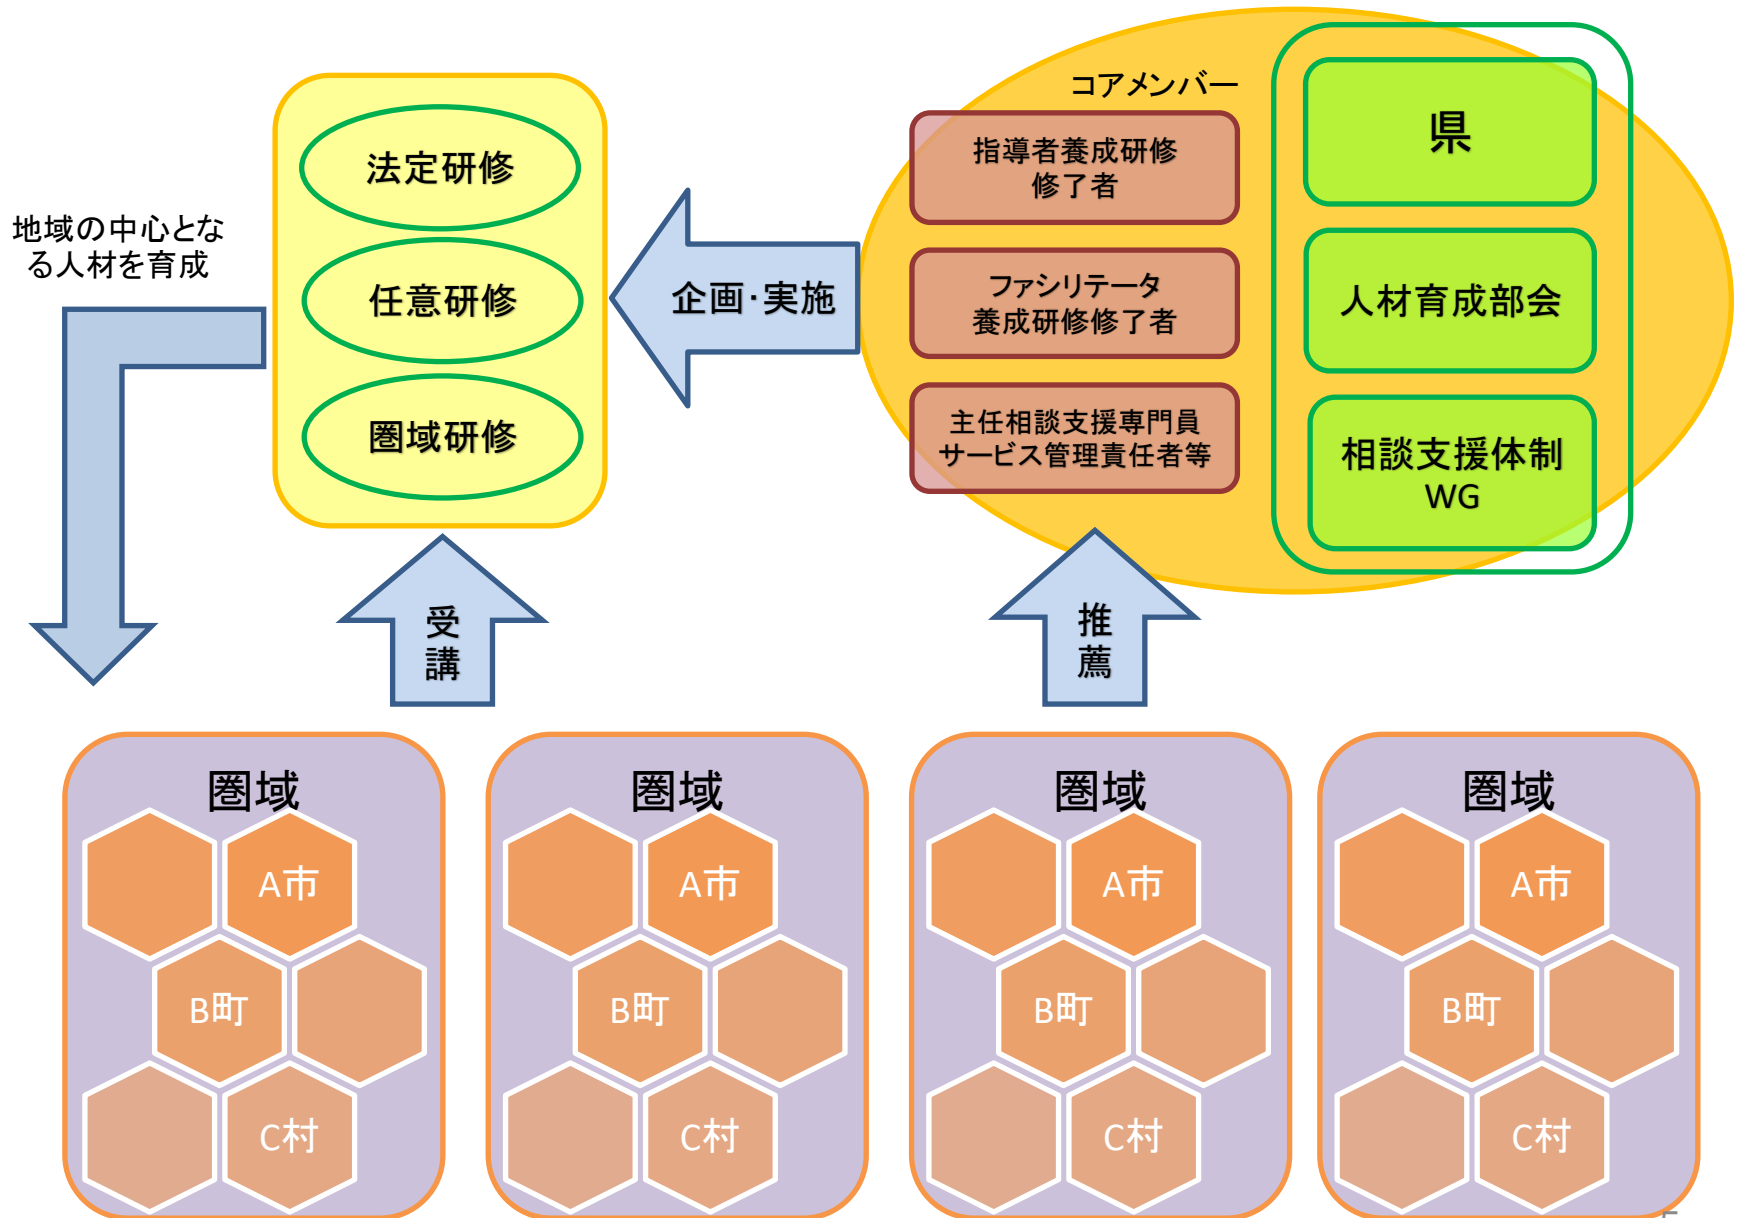 コアメンバー
県
指導者養成研修
修了者
法定研修
地域の中心とな
る人材を育成
任意研修
企画・実施
ファシリテータ
養成研修修了者
人材育成部会
圏域研修
主任相談支援専門員
サービス管理責任者等
相談支援体制
WG
受
講
推
薦
圏域
A市
B町
C村
圏域
A市
B町
C村
圏域
A市
B町
C村
圏域
A市
B町
C村